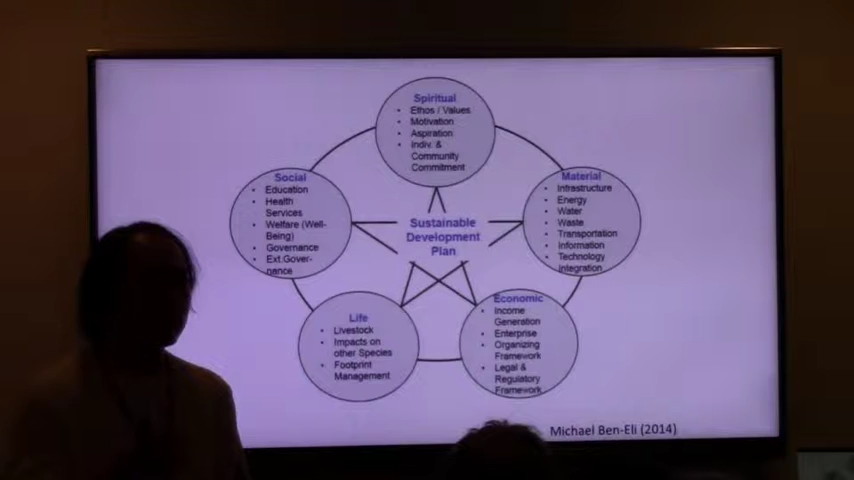 Spiritual
• Ethos / Values
• Motivation
• Aspiration
• Indiv. &
Community
Commitment
Social
• Education
• Health
Services
• Welfare (Well-
Being)
• Governance
• Ext.Gover-
nance
Material
• Infrastructure
• Energy
• Water
• Waste
• Transportation
• Information
• Technology
Integration
Sustainable
Development
Plan
Life
• Livestock
• Impacts on
other Species
• Footprint
Management
Economic
• Income
Generation
• Enterprise
• Organizing
Framework
• Legal &
Regulatory
Framework
Michael Ben-Eli (2014)